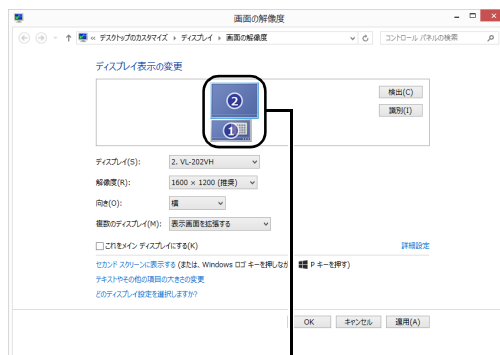 画面の解像度
« デスクトップのカスタマイズ ▸ ディスプレイ ▸ 画面の解像度
コントロール パネルの検索
ディスプレイ表示の変更
検出(C)
識別(I)
2
1
ディスプレイ(S): 2. VL-202VH
解像度(R): 1600 × 1200 (推奨)
向き(O): 横
複数のディスプレイ(M): 表示画面を拡張する
これをメイン ディスプレイにする(K) 詳細設定
セカンド スクリーンに表示する (または、Windows ロゴ キーを押しなが P キーを押す)
テキストやその他の項目の大きさの変更
どのディスプレイ設定を選択しますか?
OK キャンセル 適用(A)